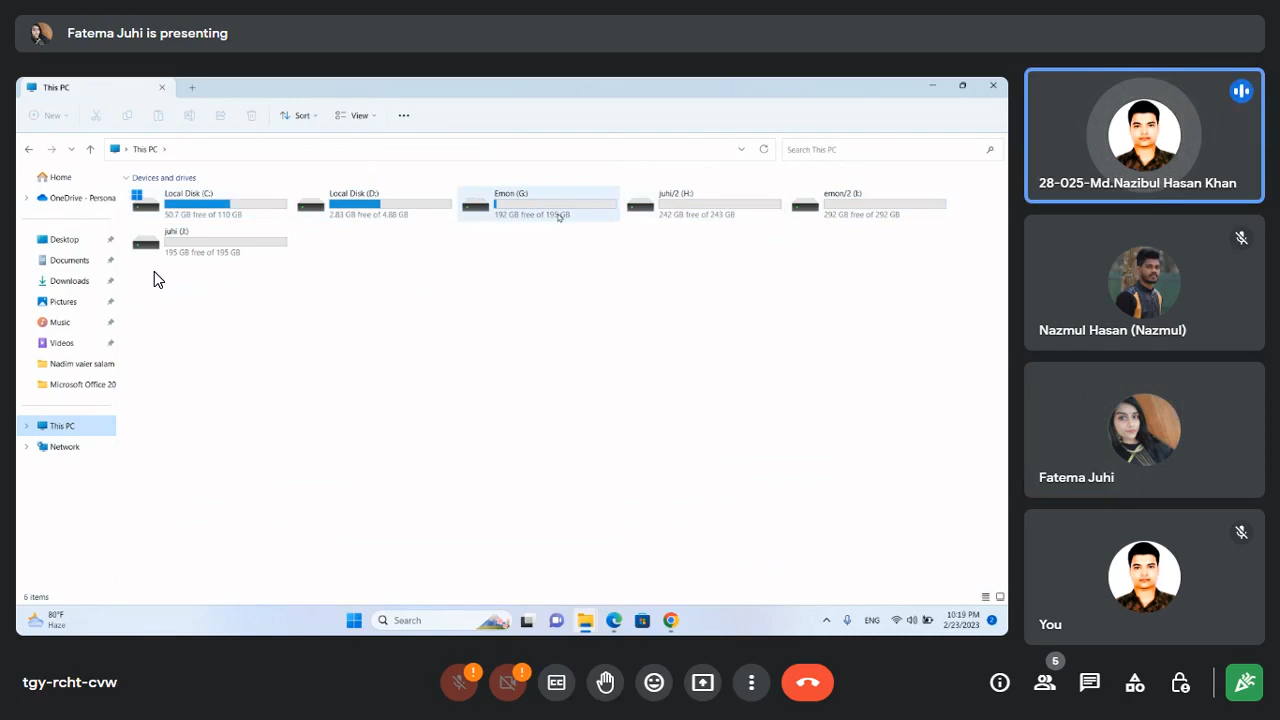 Fatema Juhi is presenting
This PC
New
Sort
View
This PC
Search This PC
Home
OneDrive - Persona
Desktop
Documents
Downloads
Pictures
Music
Videos
Nadim vaier salam
Microsoft Office 20
This PC
Network
Devices and drives
Local Disk (C:)
50.7 GB free of 110 GB
Local Disk (D:)
2.83 GB free of 4.88 GB
Emon (G:)
192 GB free of 195 GB
juhi/2 (H:)
242 GB free of 243 GB
emon/2 (I:)
292 GB free of 292 GB
juhi (J:)
195 GB free of 195 GB
6 items
80°F
Haze
Search
ENG
10:19 PM
2/23/2023
2
28-025-Md.Nazibul Hasan Khan
Nazmul Hasan (Nazmul)
Fatema Juhi
You
tgy-rcht-cvw
5